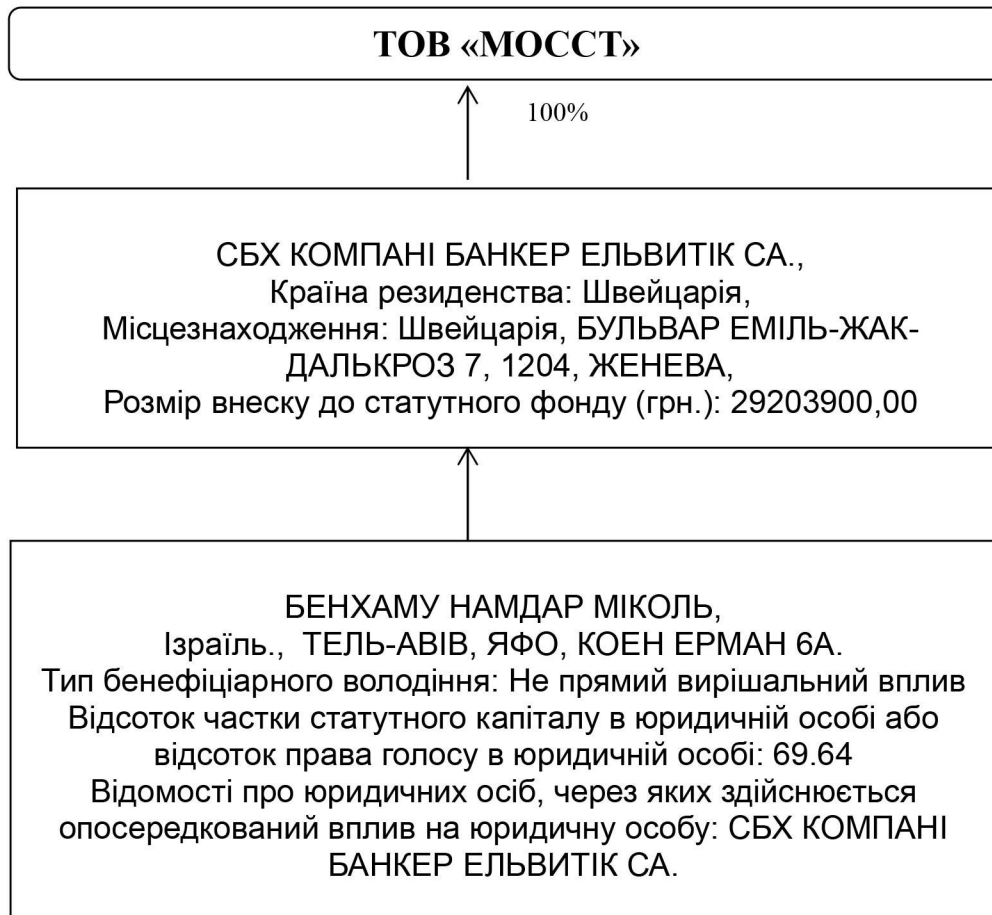 ТОВ «МОССТ»
100%
СБХ КОМПАНІ БАНКЕР ЕЛЬВИТІК СА.,
Країна резиденства: Швейцарія,
Місцезнаходження: Швейцарія, БУЛЬВАР ЕМІЛЬ-ЖАК-
ДАЛЬКРОЗ 7, 1204, ЖЕНЕВА,
Розмір внеску до статутного фонду (грн.): 29203900,00
БЕНХАМУ НАМДАР МІКОЛЬ,
Ізраїль., ТЕЛЬ-АВІВ, ЯФО, КОЕН ЕРМАН 6А.
Тип бенефіціарного володіння: Не прямий вирішальний вплив
Відсоток частки статутного капіталу в юридичній особі або
відсоток права голосу в юридичній особі: 69.64
Відомості про юридичних осіб, через яких здійснюється
опосередкований вплив на юридичну особу: СБХ КОМПАНІ
БАНКЕР ЕЛЬВИТІК СА.